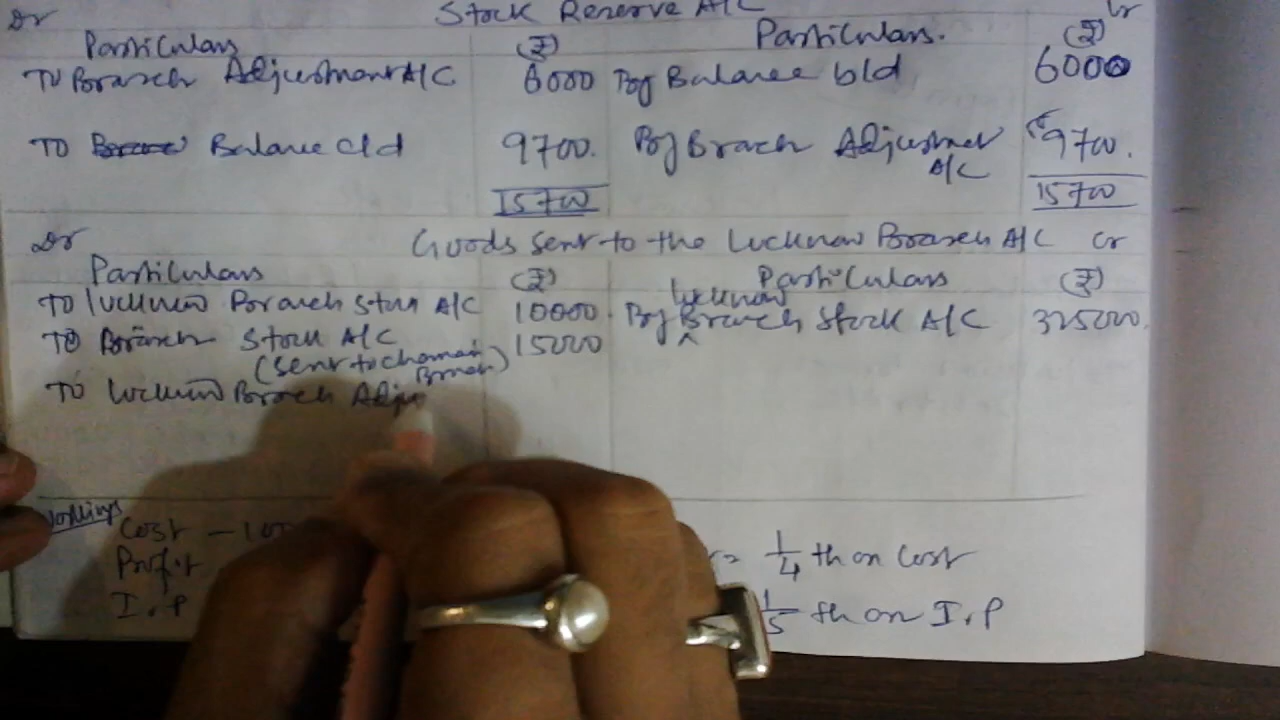 Dr Stock Reserve A/C Cr
Particulars (₹) Particulars. (₹)
To Branch Adjustment A/C 6000 By Balance b/d 6000
To Balance c/d 9700. By Branch Adjustment A/C 9700.
15700 15700
Dr Goods sent to the Lucknow Branch A/C Cr
Particulars (₹) Particulars (₹)
To Lucknow Branch Stock A/C 10000. By Lucknow Branch Stock A/C 325000.
To Branch Stock A/C 15000
(sent to Branch)
To Lucknow Branch Adju
Workings
Cost - 100
Profit = 1/4 th on Cost
I.P 1/5 th on I.P